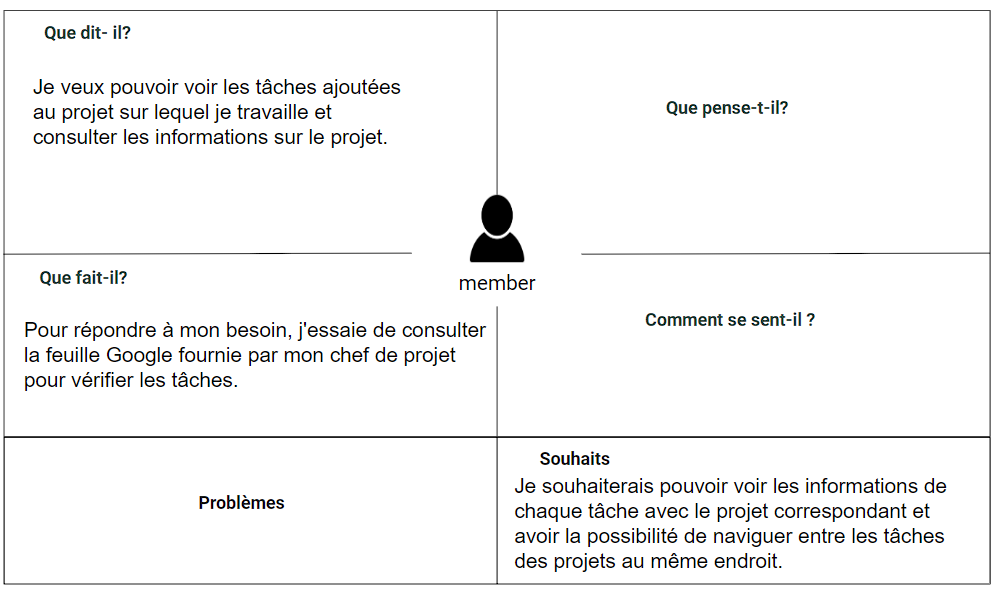 Que dit- il?
Je veux pouvoir voir les tâches ajoutées
au projet sur lequel je travaille et
consulter les informations sur le projet.
Que pense-t-il?
member
Que fait-il?
Pour répondre à mon besoin, j'essaie de consulter
la feuille Google fournie par mon chef de projet
pour vérifier les tâches.
Comment se sent-il ?
Problèmes
Souhaits
Je souhaiterais pouvoir voir les informations de
chaque tâche avec le projet correspondant et
avoir la possibilité de naviguer entre les tâches
des projets au même endroit.